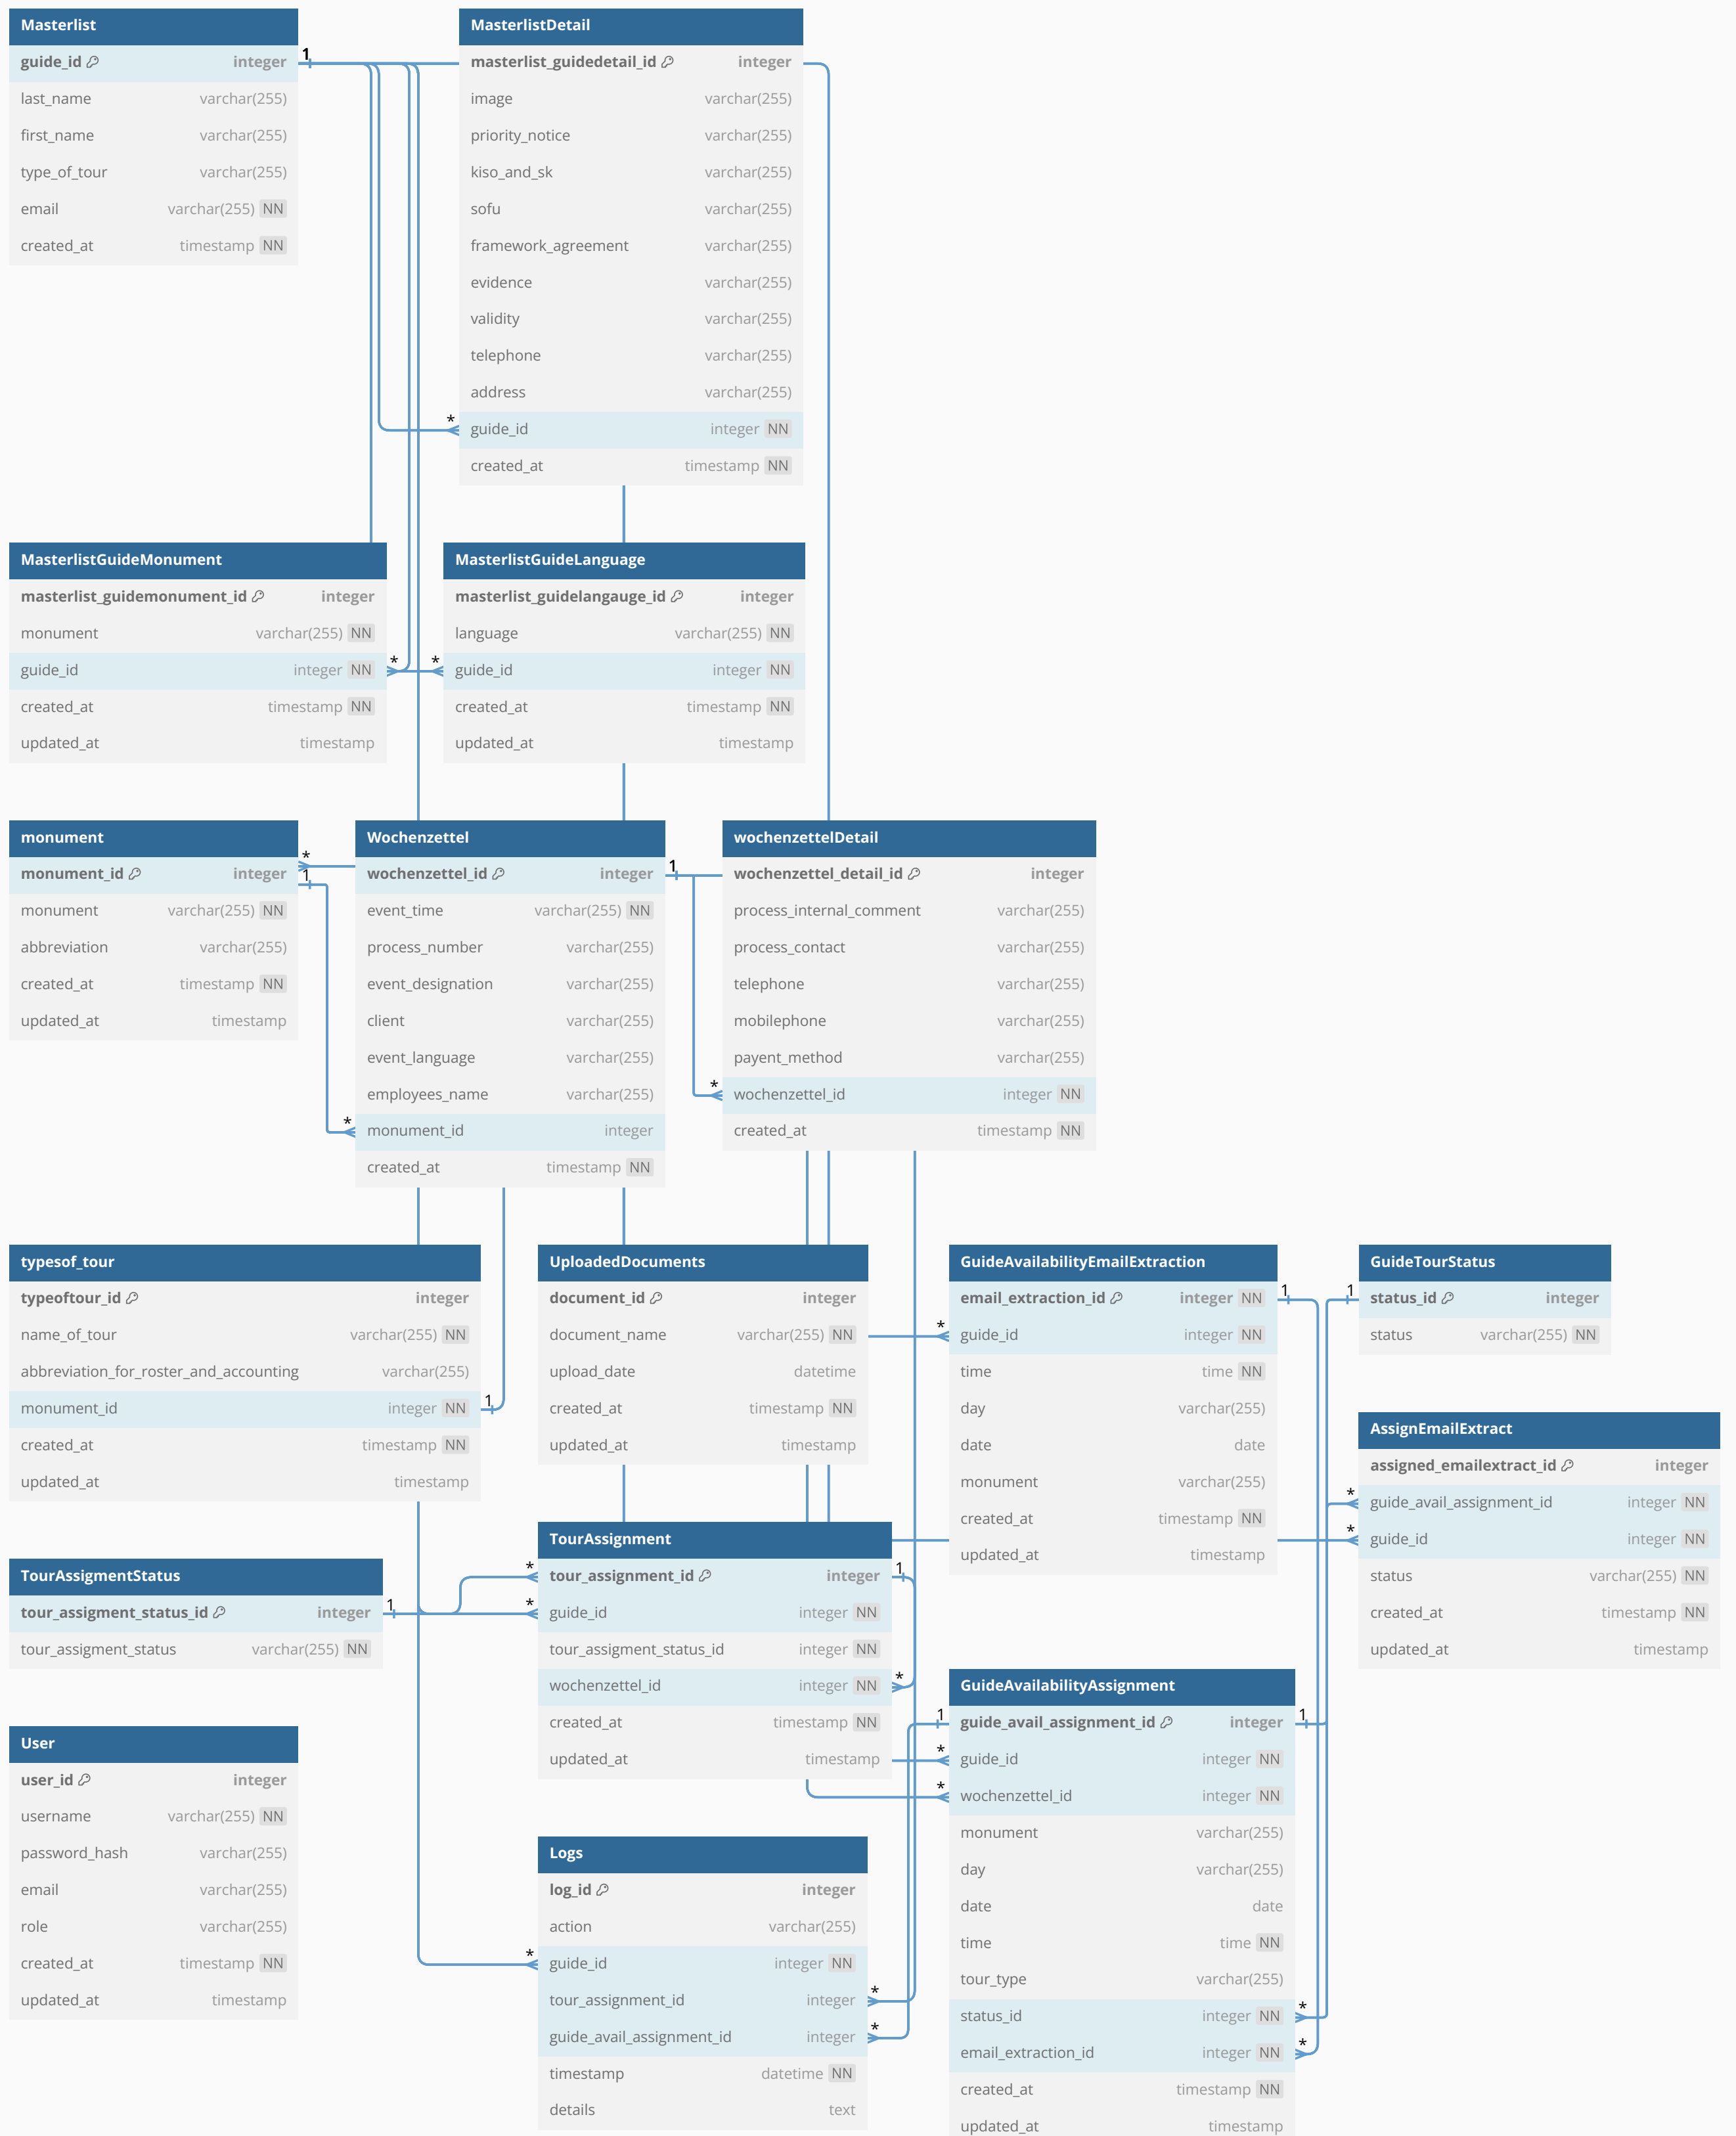 Masterlist
guide_id integer
last_name varchar(255)
first_name varchar(255)
type_of_tour varchar(255)
email varchar(255) NN
created_at timestamp NN
1
MasterlistDetail
masterlist_guidedetail_id integer
image varchar(255)
priority_notice varchar(255)
kiso_and_sk varchar(255)
sofu varchar(255)
framework_agreement varchar(255)
evidence varchar(255)
validity varchar(255)
telephone varchar(255)
address varchar(255)
* guide_id integer NN
created_at timestamp NN
MasterlistGuideMonument
masterlist_guidemonument_id integer
monument varchar(255) NN
guide_id integer NN *
created_at timestamp NN
updated_at timestamp
MasterlistGuideLanguage
masterlist_guidelangauge_id integer
language varchar(255) NN
* guide_id integer NN
created_at timestamp NN
updated_at timestamp
monument
*
monument_id integer 1
monument varchar(255) NN
abbreviation varchar(255)
created_at timestamp NN
updated_at timestamp
Wochenzettel
wochenzettel_id integer 1
event_time varchar(255) NN
process_number varchar(255)
event_designation varchar(255)
client varchar(255)
event_language varchar(255)
employees_name varchar(255)
* monument_id integer
created_at timestamp NN
wochenzettelDetail
wochenzettel_detail_id integer
process_internal_comment varchar(255)
process_contact varchar(255)
telephone varchar(255)
mobilephone varchar(255)
payent_method varchar(255)
* wochenzettel_id integer NN
created_at timestamp NN
typesof_tour
typeoftour_id integer
name_of_tour varchar(255) NN
abbreviation_for_roster_and_accounting varchar(255)
monument_id integer NN 1
created_at timestamp NN
updated_at timestamp
UploadedDocuments
document_id integer
document_name varchar(255) NN
upload_date datetime
created_at timestamp NN
updated_at timestamp
GuideAvailabilityEmailExtraction
email_extraction_id integer NN 1
* guide_id integer NN
time time NN
day varchar(255)
date date
monument varchar(255)
created_at timestamp NN
updated_at timestamp
GuideTourStatus
1 status_id integer
status varchar(255) NN
AssignEmailExtract
assigned_emailextract_id integer
* guide_avail_assignment_id integer NN
* guide_id integer NN
status varchar(255) NN
created_at timestamp NN
updated_at timestamp
TourAssigmentStatus
tour_assigment_status_id integer 1
tour_assigment_status varchar(255) NN
TourAssignment
* tour_assignment_id integer 1
* guide_id integer NN
tour_assigment_status_id integer NN
wochenzettel_id integer NN *
created_at timestamp NN
updated_at timestamp
User
user_id integer
username varchar(255) NN
password_hash varchar(255)
email varchar(255)
role varchar(255)
created_at timestamp NN
updated_at timestamp
Logs
log_id integer
action varchar(255)
* guide_id integer NN
tour_assignment_id integer *
guide_avail_assignment_id integer *
timestamp datetime NN
details text
GuideAvailabilityAssignment
1 guide_avail_assignment_id integer 1
* guide_id integer NN
* wochenzettel_id integer NN
monument varchar(255)
day varchar(255)
date date
time time NN
tour_type varchar(255)
status_id integer NN *
email_extraction_id integer NN *
created_at timestamp NN
updated_at timestamp